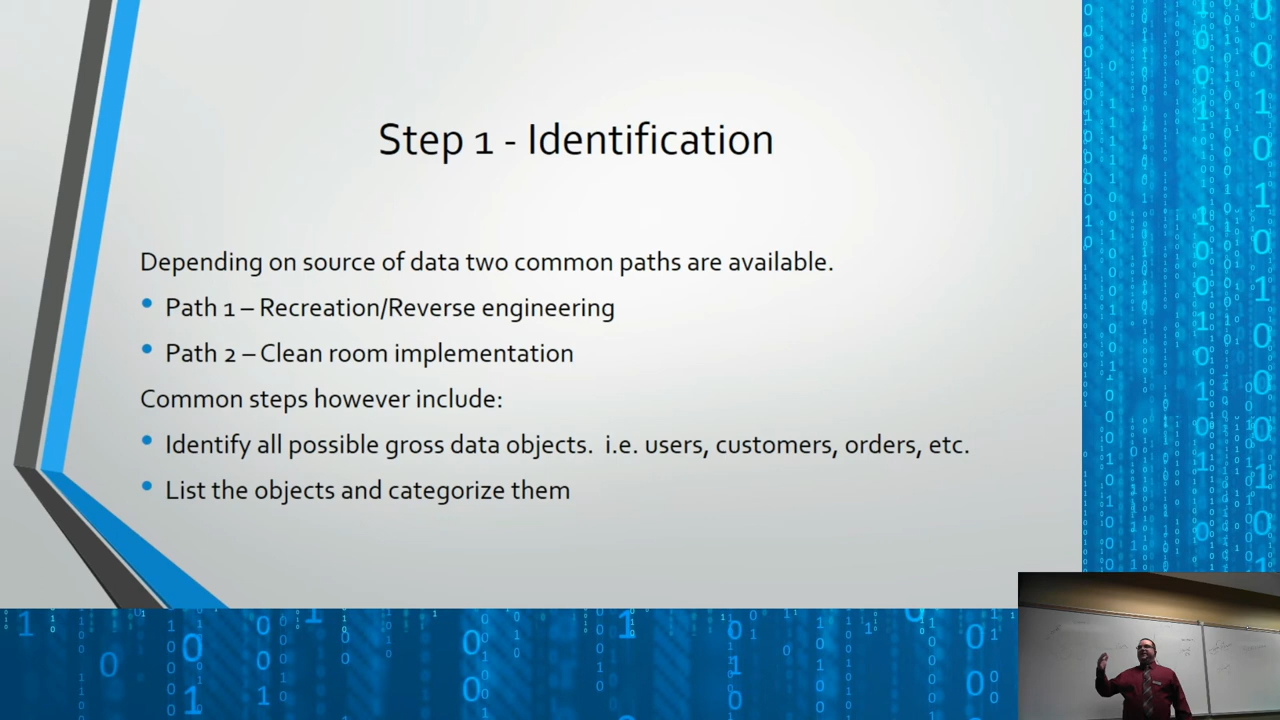 Step 1 - Identification
Depending on source of data two common paths are available.
• Path 1 – Recreation/Reverse engineering
• Path 2 – Clean room implementation
Common steps however include:
• Identify all possible gross data objects.  i.e. users, customers, orders, etc.
• List the objects and categorize them